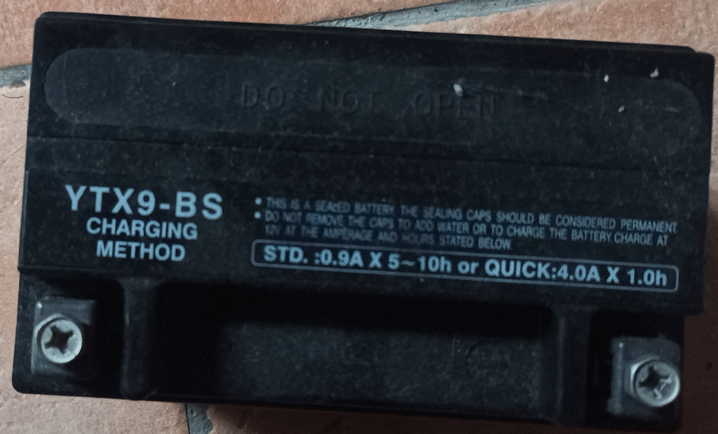 DO NOT OPEN
YTX9-BS
CHARGING
METHOD
• THIS IS A SEALED BATTERY THE SEALING CAPS SHOULD BE CONSIDERED PERMANENT
• DO NOT REMOVE THE CAPS TO ADD WATER OR TO CHARGE THE BATTERY.CHARGE AT
12V AT THE AMPERAGE AND HOURS STATED BELOW
STD. :0.9A X 5~10h or QUICK:4.0A X 1.0h